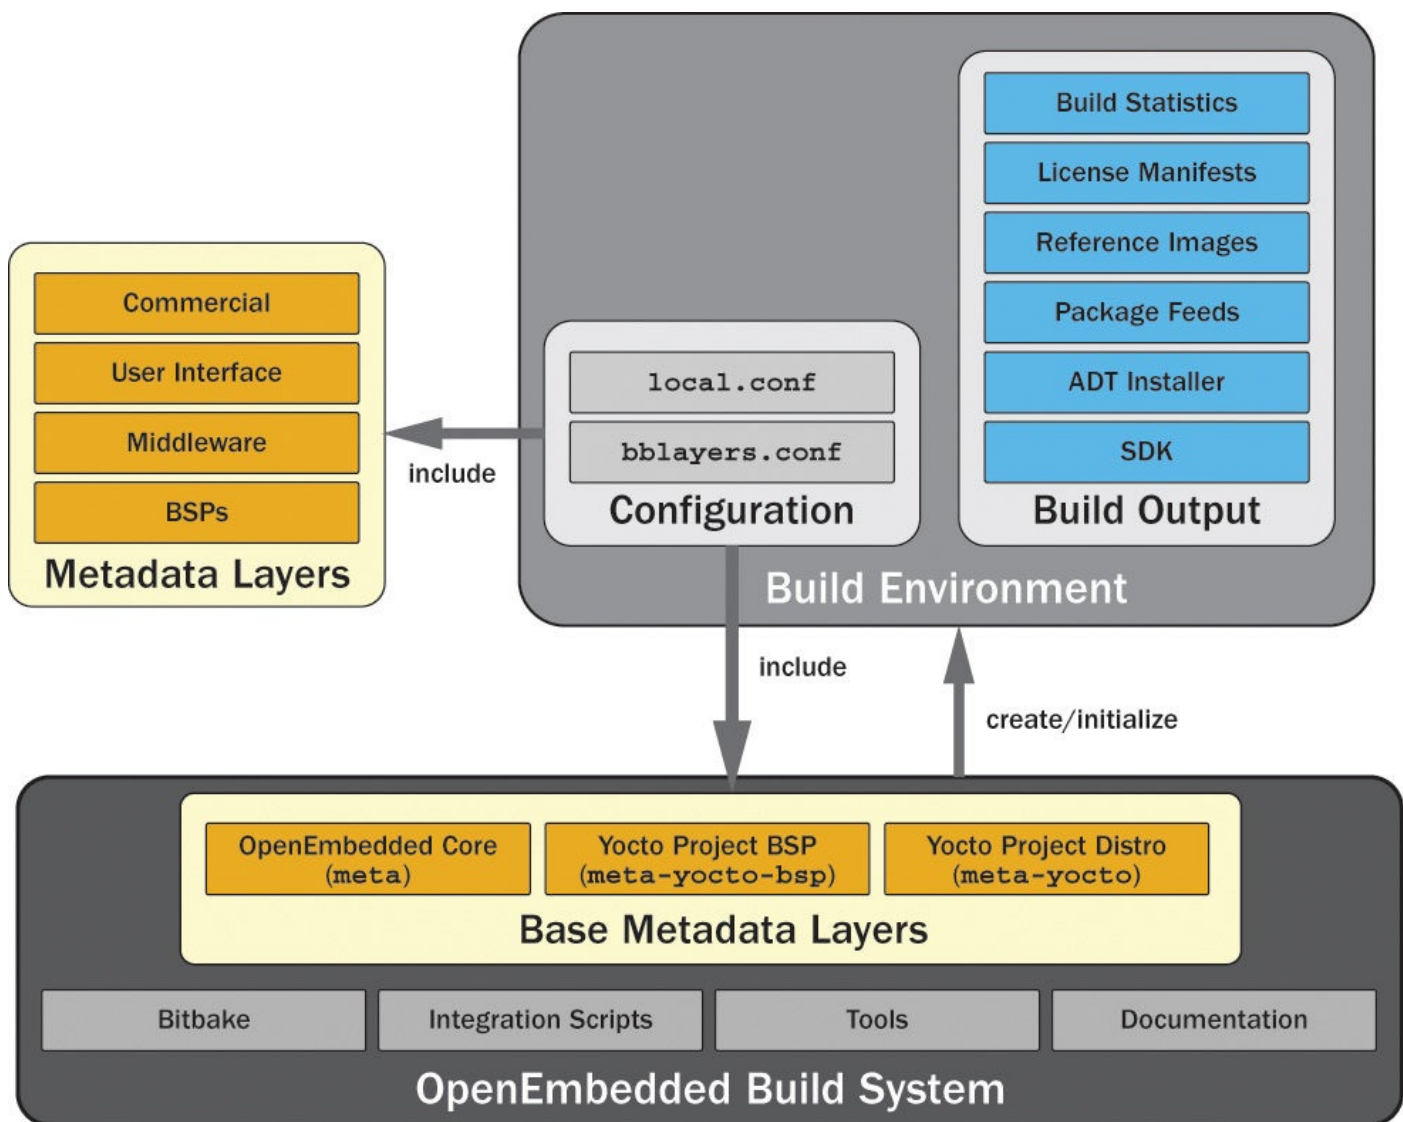 Build Statistics
License Manifests
Reference Images
Package Feeds
ADT Installer
SDK
Build Output
local.conf
bblayers.conf
Configuration
Build Environment
Commercial
User Interface
Middleware
BSPs
Metadata Layers
include
include
create/initialize
OpenEmbedded Core
(meta)
Yocto Project BSP
(meta-yocto-bsp)
Yocto Project Distro
(meta-yocto)
Base Metadata Layers
Bitbake
Integration Scripts
Tools
Documentation
OpenEmbedded Build System